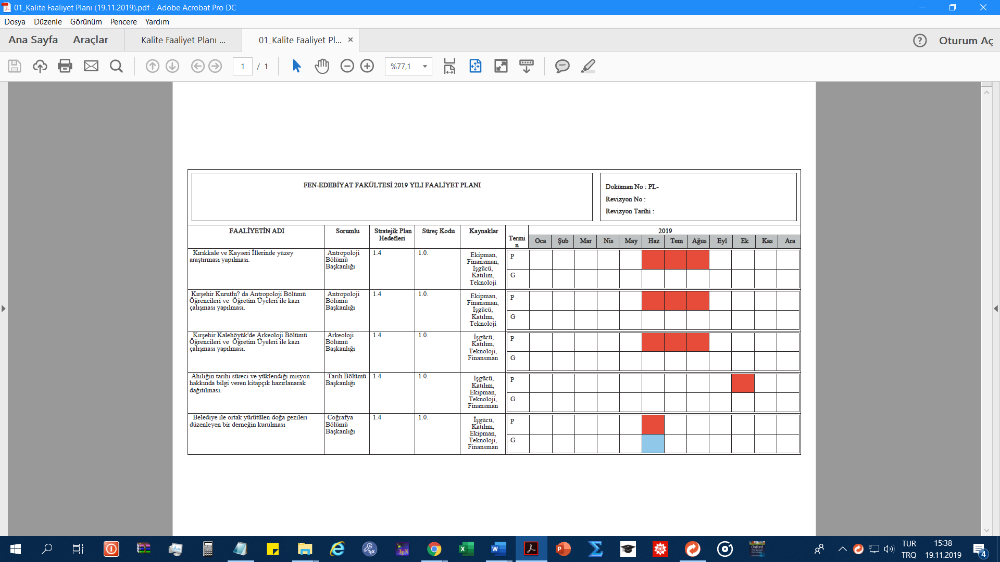 01_Kalite Faaliyet Planı (19.11.2019).pdf - Adobe Acrobat Pro DC
Dosya Düzenle Görünüm Pencere Yardım
Ana Sayfa Araçlar Kalite Faaliyet Planı ... 01_Kalite Faaliyet Pl... × ? Oturum Aç
1 / 1 %77,1
FEN-EDEBİYAT FAKÜLTESİ 2019 YILI FAALİYET PLANI
Doküman No : PL-
Revizyon No :
Revizyon Tarihi :
FAALİYETİN ADI
Sorumlu
Stratejik Plan
Hedefleri
Süreç Kodu
Kaynaklar
Termi
n
2019
Oca Şub Mar Nis May Haz Tem Ağus Eyl Ek Kas Ara
Kırıkkale ve Kayseri İllerinde yüzey
araştırması yapılması.
Antropoloji
Bölümü
Başkanlığı
1.4
1.0.
Ekipman,
Finansman,
İşgücü,
Katılım,
Teknoloji
P
G
Kırşehir Kurutlu? da Antropoloji Bölümü
Öğrencileri ve Öğretim Üyeleri ile kazı
çalışması yapılması.
Antropoloji
Bölümü
Başkanlığı
1.4
1.0.
Ekipman,
Finansman,
İşgücü,
Katılım,
Teknoloji
P
G
Kırşehir Kalehöyük'de Arkeoloji Bölümü
Öğrencileri ve Öğretim Üyeleri ile kazı
çalışması yapılması.
Arkeoloji
Bölümü
Başkanlığı
1.4
1.0.
İşgücü,
Katılım,
Teknoloji,
Finansman
P
G
Ahiliğin tarihi süreci ve yüklendiği misyon
hakkında bilgi veren kitapçık hazırlanarak
dağıtılması.
Tarih Bölümü
Başkanlığı
1.4
1.0.
İşgücü,
Katılım,
Ekipman,
Teknoloji,
Finansman
P
G
Belediye ile ortak yürütülen doğa gezileri
düzenleyen bir derneğin kurulması
Coğrafya
Bölümü
Başkanlığı
1.4
1.0.
İşgücü,
Katılım,
Ekipman,
Teknoloji,
Finansman
P
G
TUR
TRQ
15:38
19.11.2019
4